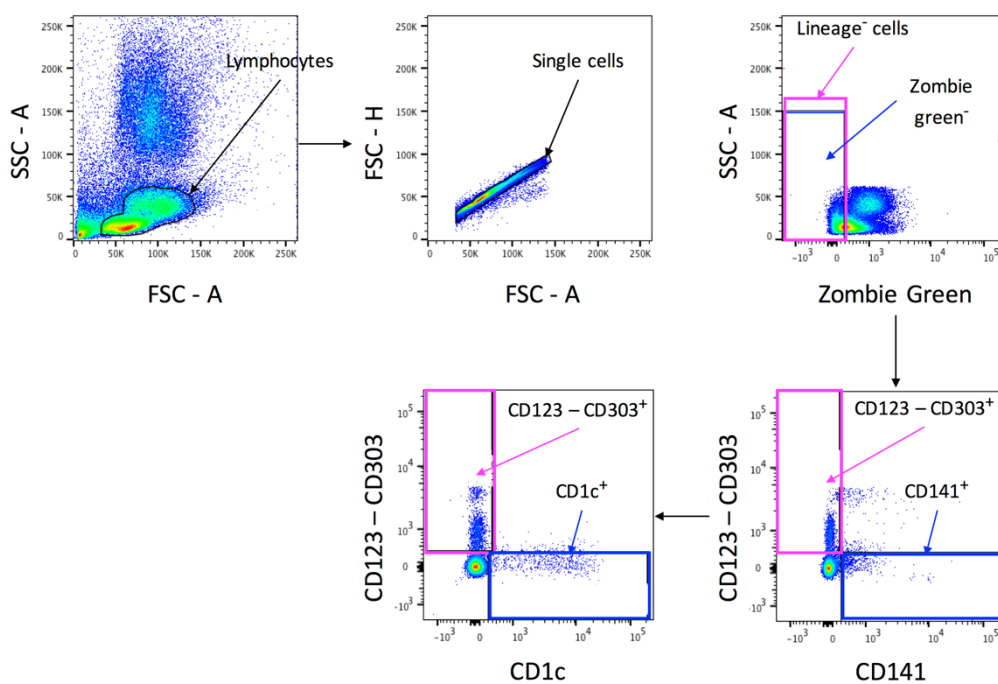 250K
200K
150K
100K
50K
0
SSC - A
Lymphocytes
0 50K 100K 150K 200K 250K
FSC - A
250K
200K
150K
100K
50K
0
FSC - H
Single cells
50K 100K 150K 200K 250K
FSC - A
Lineage⁻ cells
250K
200K
150K
100K
50K
0
SSC - A
Zombie
green⁻
-10³ 0 10³ 10⁴ 10⁵
Zombie Green
10⁵
10⁴
10³
0
-10³
CD123 – CD303
CD123 – CD303⁺
CD1c⁺
-10³ 0 10³ 10⁴ 10⁵
CD1c
10⁵
10⁴
10³
0
-10³
CD123 – CD303
CD123 – CD303⁺
CD141⁺
-10³ 0 10³ 10⁴ 10⁵
CD141